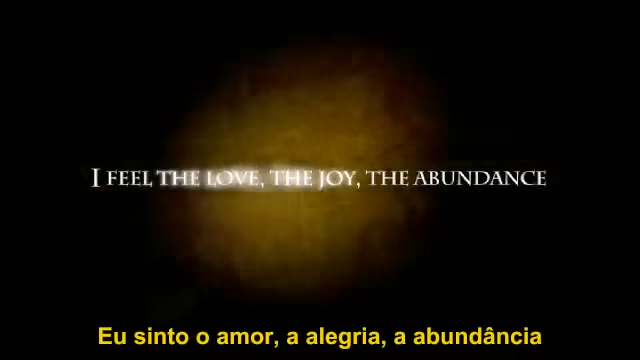 I FEEL THE LOVE, THE JOY, THE ABUNDANCE
Eu sinto o amor, a alegria, a abundância